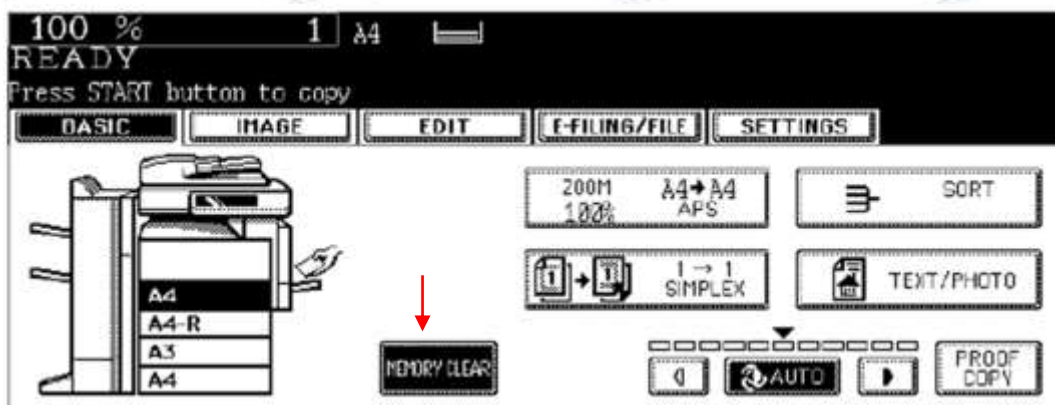 100 % 1 A4
READY
Press START button to copy
BASIC IMAGE EDIT E-FILING/FILE SETTINGS
200M A4→A4
100% APS
SORT
1 → 1
SIMPLEX
TEXT/PHOTO
A4
A4-R
A3
A4
MEMORY CLEAR
AUTO
PROOF
COPY